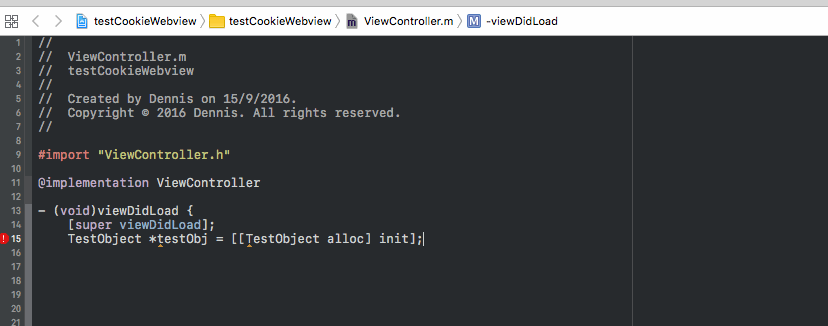 testCookieWebview testCookieWebview m ViewController.m M -viewDidLoad
1 //
2 //  ViewController.m
3 //  testCookieWebview
4 //
5 //  Created by Dennis on 15/9/2016.
6 //  Copyright © 2016 Dennis. All rights reserved.
7 //
8
9 #import "ViewController.h"
10
11 @implementation ViewController
12
13 - (void)viewDidLoad {
14     [super viewDidLoad];
15     TestObject *testObj = [[TestObject alloc] init];
16
17
18
19
20
21